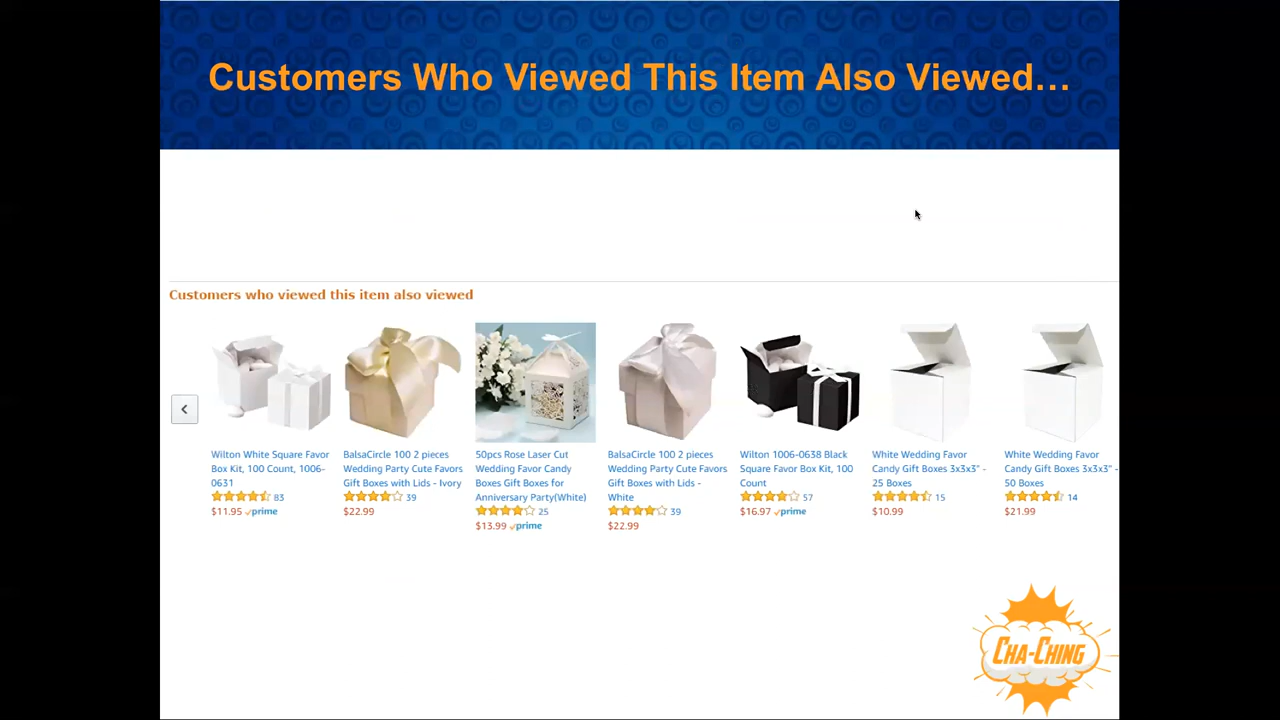 Customers Who Viewed This Item Also Viewed…
Customers who viewed this item also viewed
Wilton White Square Favor
Box Kit, 100 Count, 1006-
0631
83
$11.95 prime
BalsaCircle 100 2 pieces
Wedding Party Cute Favors
Gift Boxes with Lids - Ivory
39
$22.99
50pcs Rose Laser Cut
Wedding Favor Candy
Boxes Gift Boxes for
Anniversary Party(White)
25
$13.99 prime
BalsaCircle 100 2 pieces
Wedding Party Cute Favors
Gift Boxes with Lids -
White
39
$22.99
Wilton 1006-0638 Black
Square Favor Box Kit, 100
Count
57
$16.97 prime
White Wedding Favor
Candy Gift Boxes 3x3x3" -
25 Boxes
15
$10.99
White Wedding Favor
Candy Gift Boxes 3x3x3" -
50 Boxes
14
$21.99
CHA-CHING